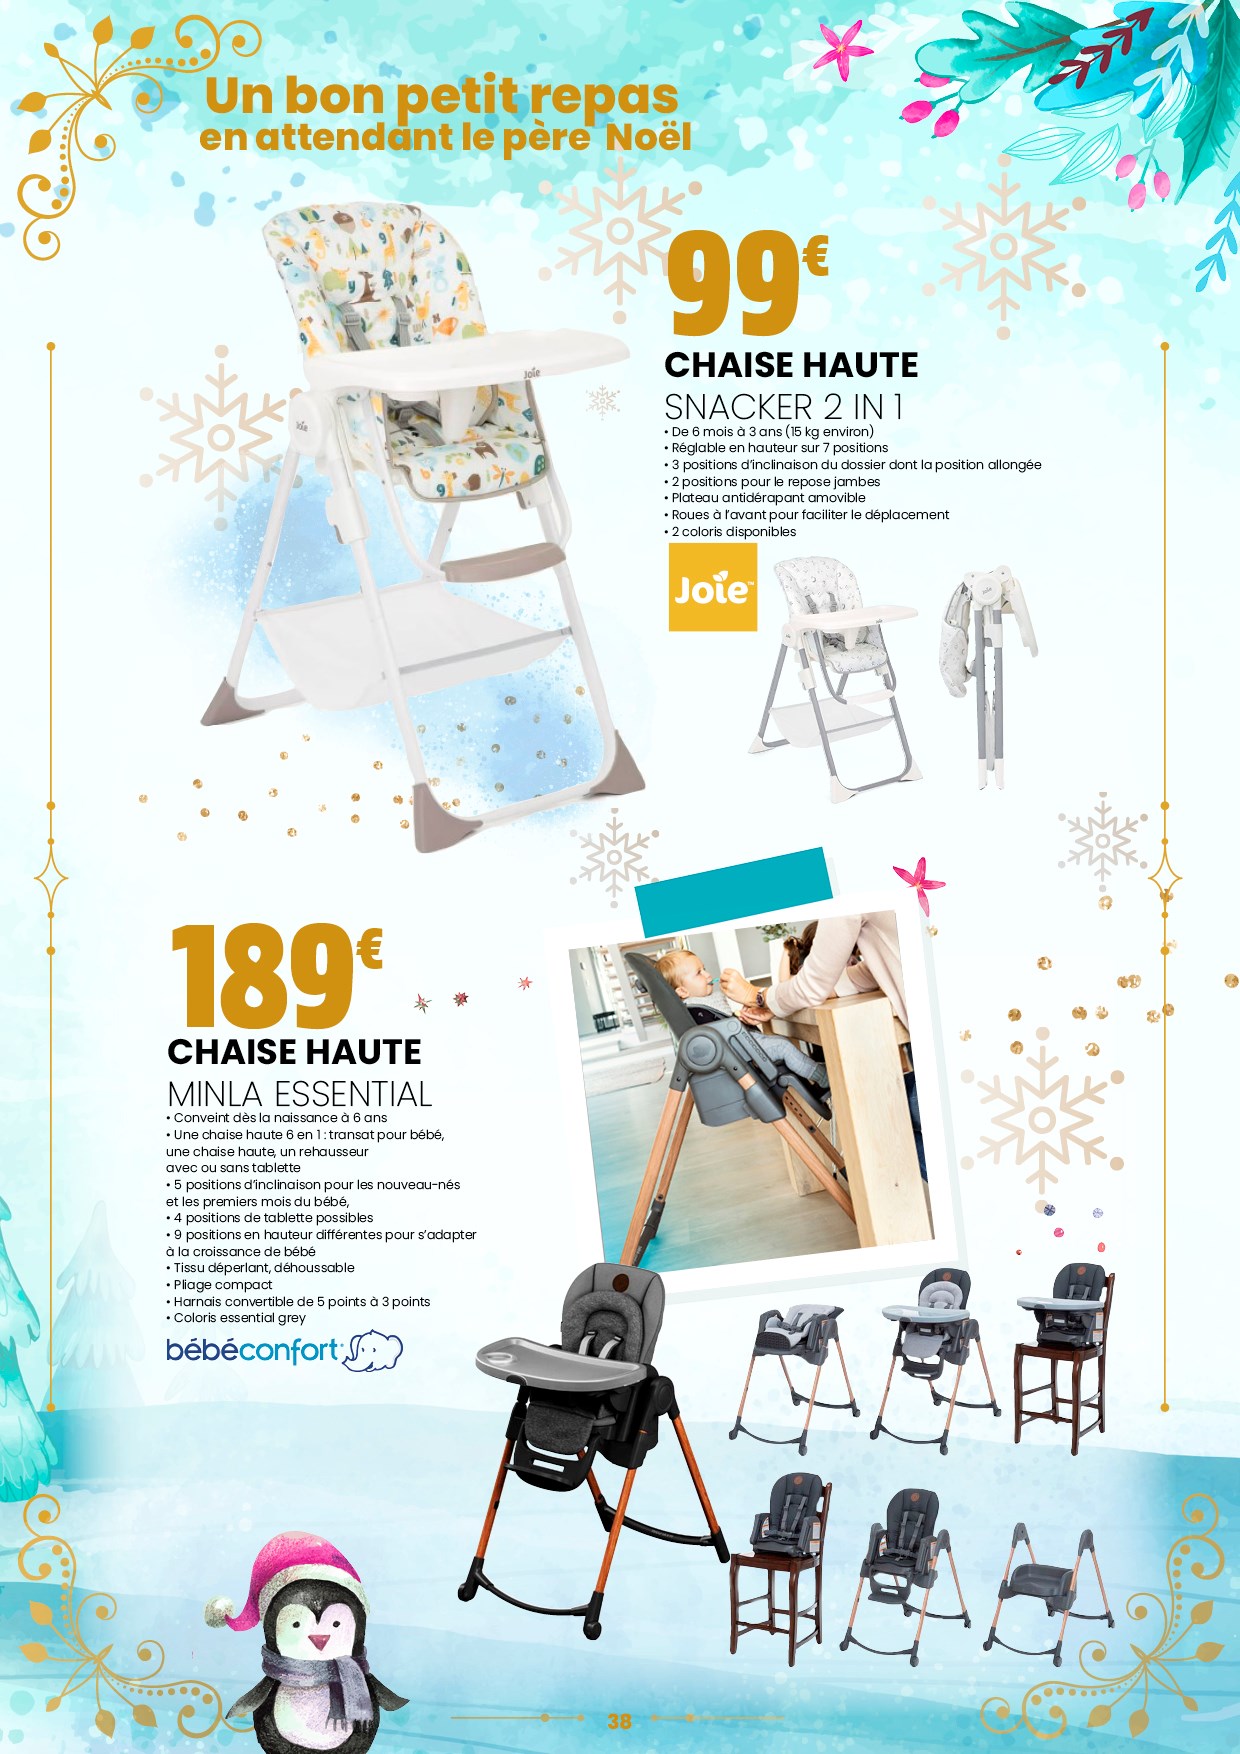 Un bon petit repas
en attendant le père Noël
99€
CHAISE HAUTE
SNACKER 2 IN 1
• De 6 mois à 3 ans (15 kg environ)
• Réglable en hauteur sur 7 positions
• 3 positions d'inclinaison du dossier dont la position allongée
• 2 positions pour le repose jambes
• Plateau antidérapant amovible
• Roues à l'avant pour faciliter le déplacement
• 2 coloris disponibles
Joie™
Joie
Joie
189€
CHAISE HAUTE
MINLA ESSENTIAL
• Conveint dès la naissance à 6 ans
• Une chaise haute 6 en 1 : transat pour bébé,
une chaise haute, un rehausseur
avec ou sans tablette
• 5 positions d'inclinaison pour les nouveau-nés
et les premiers mois du bébé,
• 4 positions de tablette possibles
• 9 positions en hauteur différentes pour s'adapter
à la croissance de bébé
• Tissu déperlant, déhoussable
• Pliage compact
• Harnais convertible de 5 points à 3 points
• Coloris essential grey
bébéconfort
38